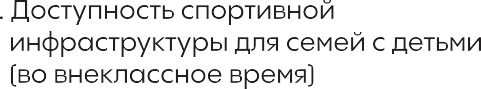 . Доступность спортивной
инфраструктуры для семей с детьми
(во внеклассное время)